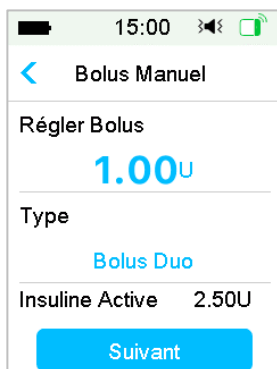 15:00
Bolus Manuel
Régler Bolus
1.00U
Type
Bolus Duo
Insuline Active 2.50U
Suivant